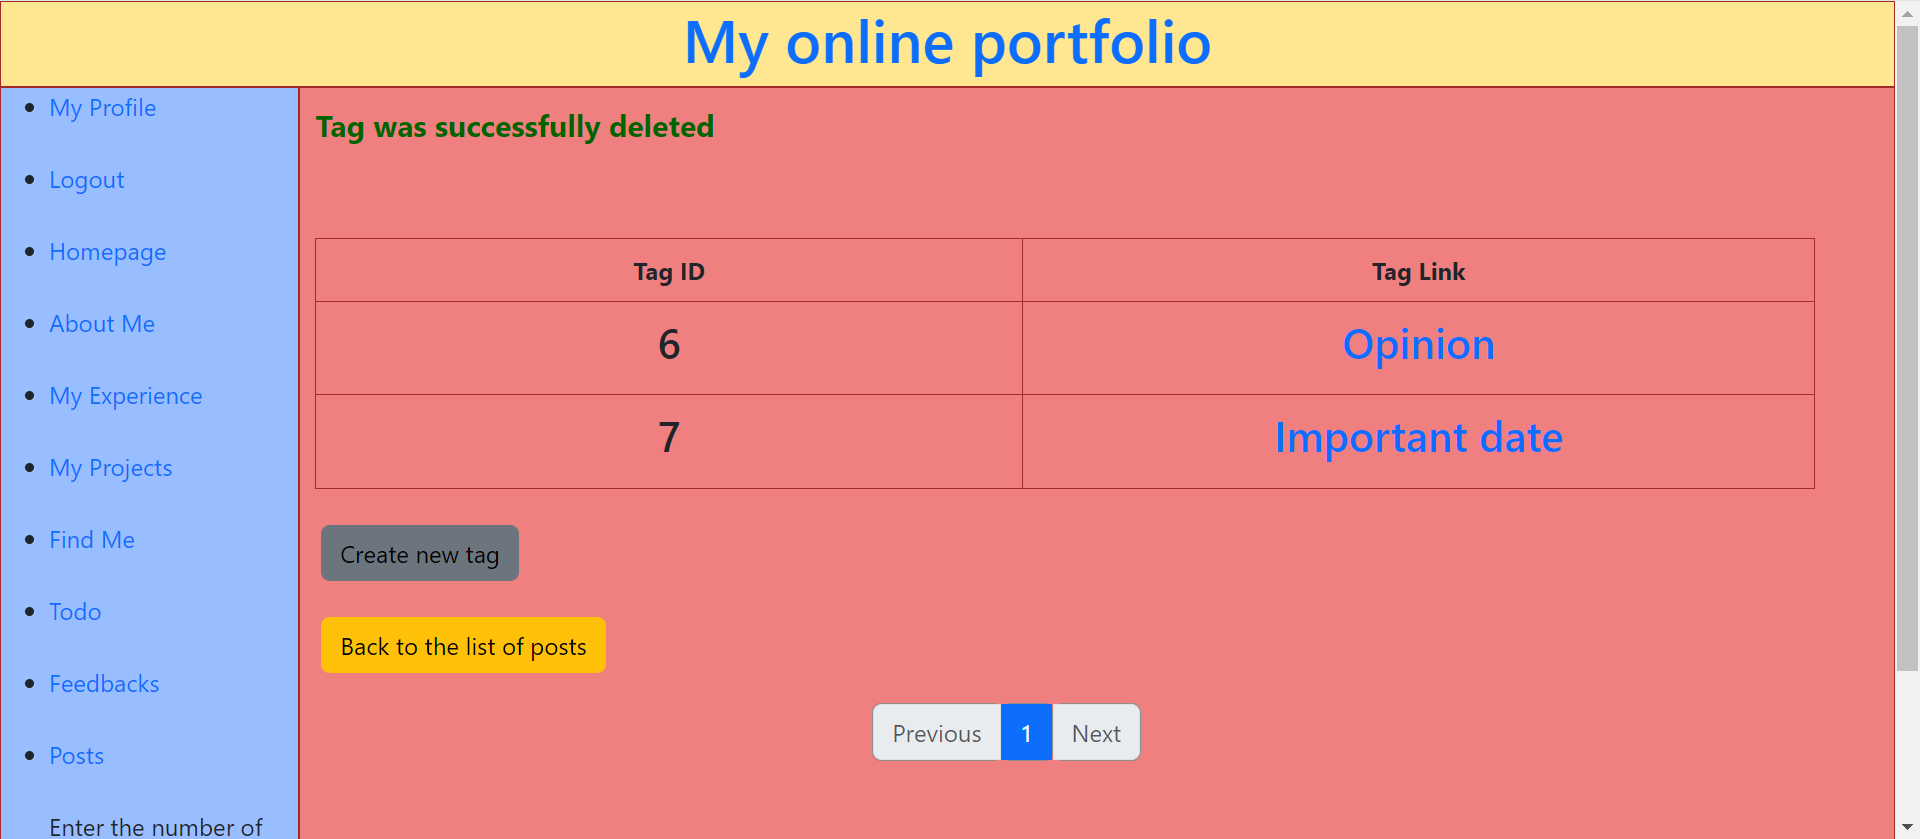 My online portfolio
My Profile
Logout
Homepage
About Me
My Experience
My Projects
Find Me
Todo
Feedbacks
Posts
Enter the number of
Tag was successfully deleted
Tag ID Tag Link
6 Opinion
7 Important date
Create new tag
Back to the list of posts
Previous 1 Next